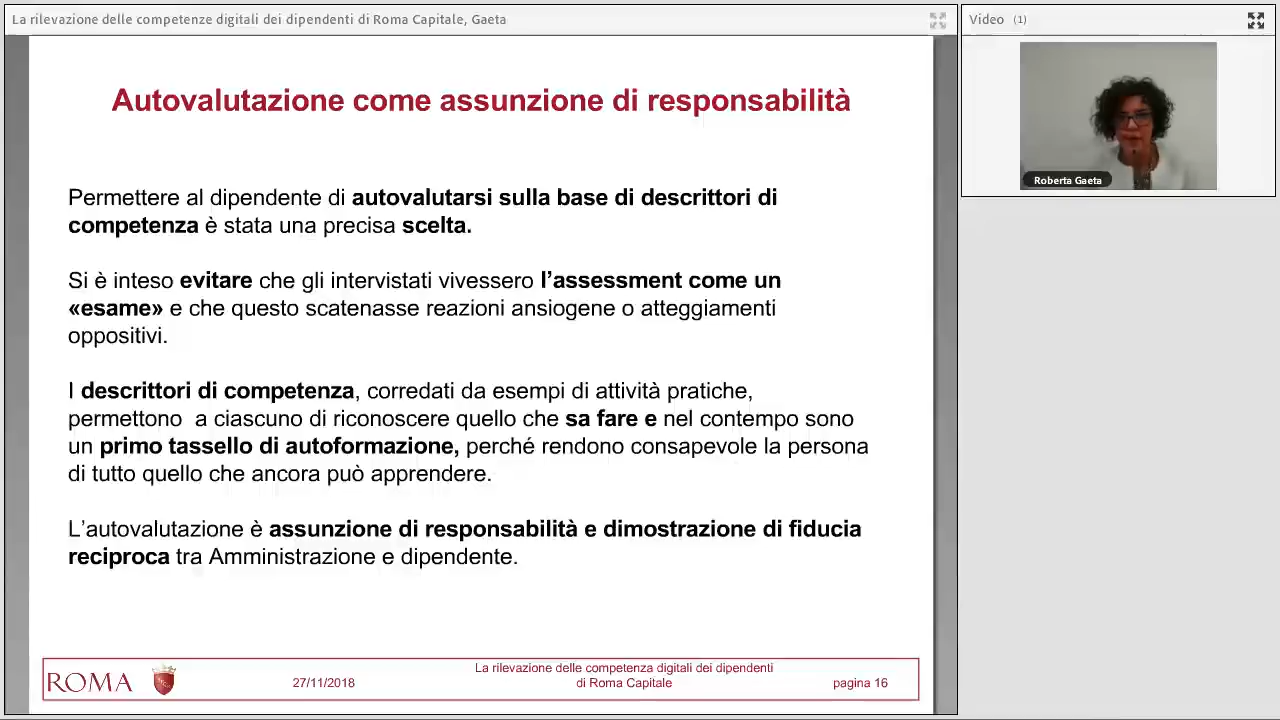 La rilevazione delle competenze digitali dei dipendenti di Roma Capitale, Gaeta
Video (1)
Roberta Gaeta
Autovalutazione come assunzione di responsabilità
Permettere al dipendente di autovalutarsi sulla base di descrittori di
competenza è stata una precisa scelta.
Si è inteso evitare che gli intervistati vivessero l’assessment come un
«esame» e che questo scatenasse reazioni ansiogene o atteggiamenti
oppositivi.
I descrittori di competenza, corredati da esempi di attività pratiche,
permettono a ciascuno di riconoscere quello che sa fare e nel contempo sono
un primo tassello di autoformazione, perché rendono consapevole la persona
di tutto quello che ancora può apprendere.
L’autovalutazione è assunzione di responsabilità e dimostrazione di fiducia
reciproca tra Amministrazione e dipendente.
ROMA
27/11/2018
La rilevazione delle competenza digitali dei dipendenti
di Roma Capitale
pagina 16